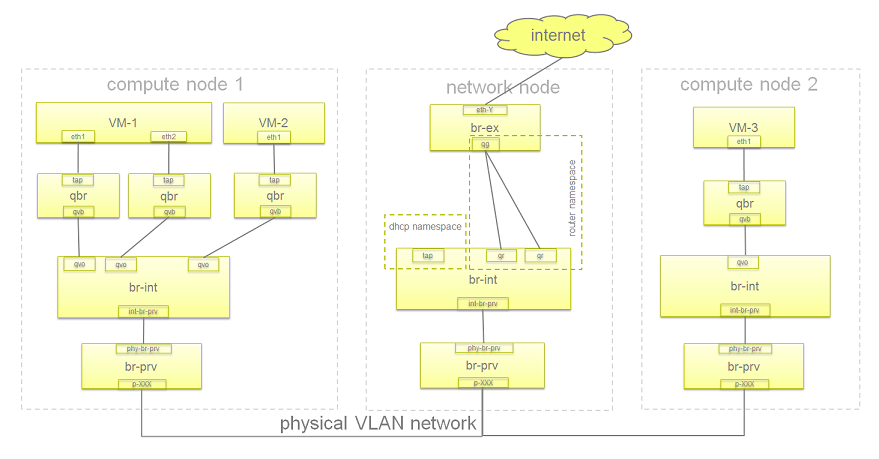 internet
compute node 1
network node
compute node 2
VM-1
eth1
eth2
VM-2
eth1
eth-Y
br-ex
qg
VM-3
eth1
tap
qbr
qvb
tap
qbr
qvb
tap
qbr
qvb
router namespace
tap
qbr
qvb
dhcp namespace
qvo
qvo
qvo
br-int
int-br-prv
tap
qr
qr
br-int
int-br-prv
qvo
br-int
int-br-prv
phy-br-prv
br-prv
p-XXX
phy-br-prv
br-prv
p-XXX
phy-br-prv
br-prv
p-XXX
physical VLAN network